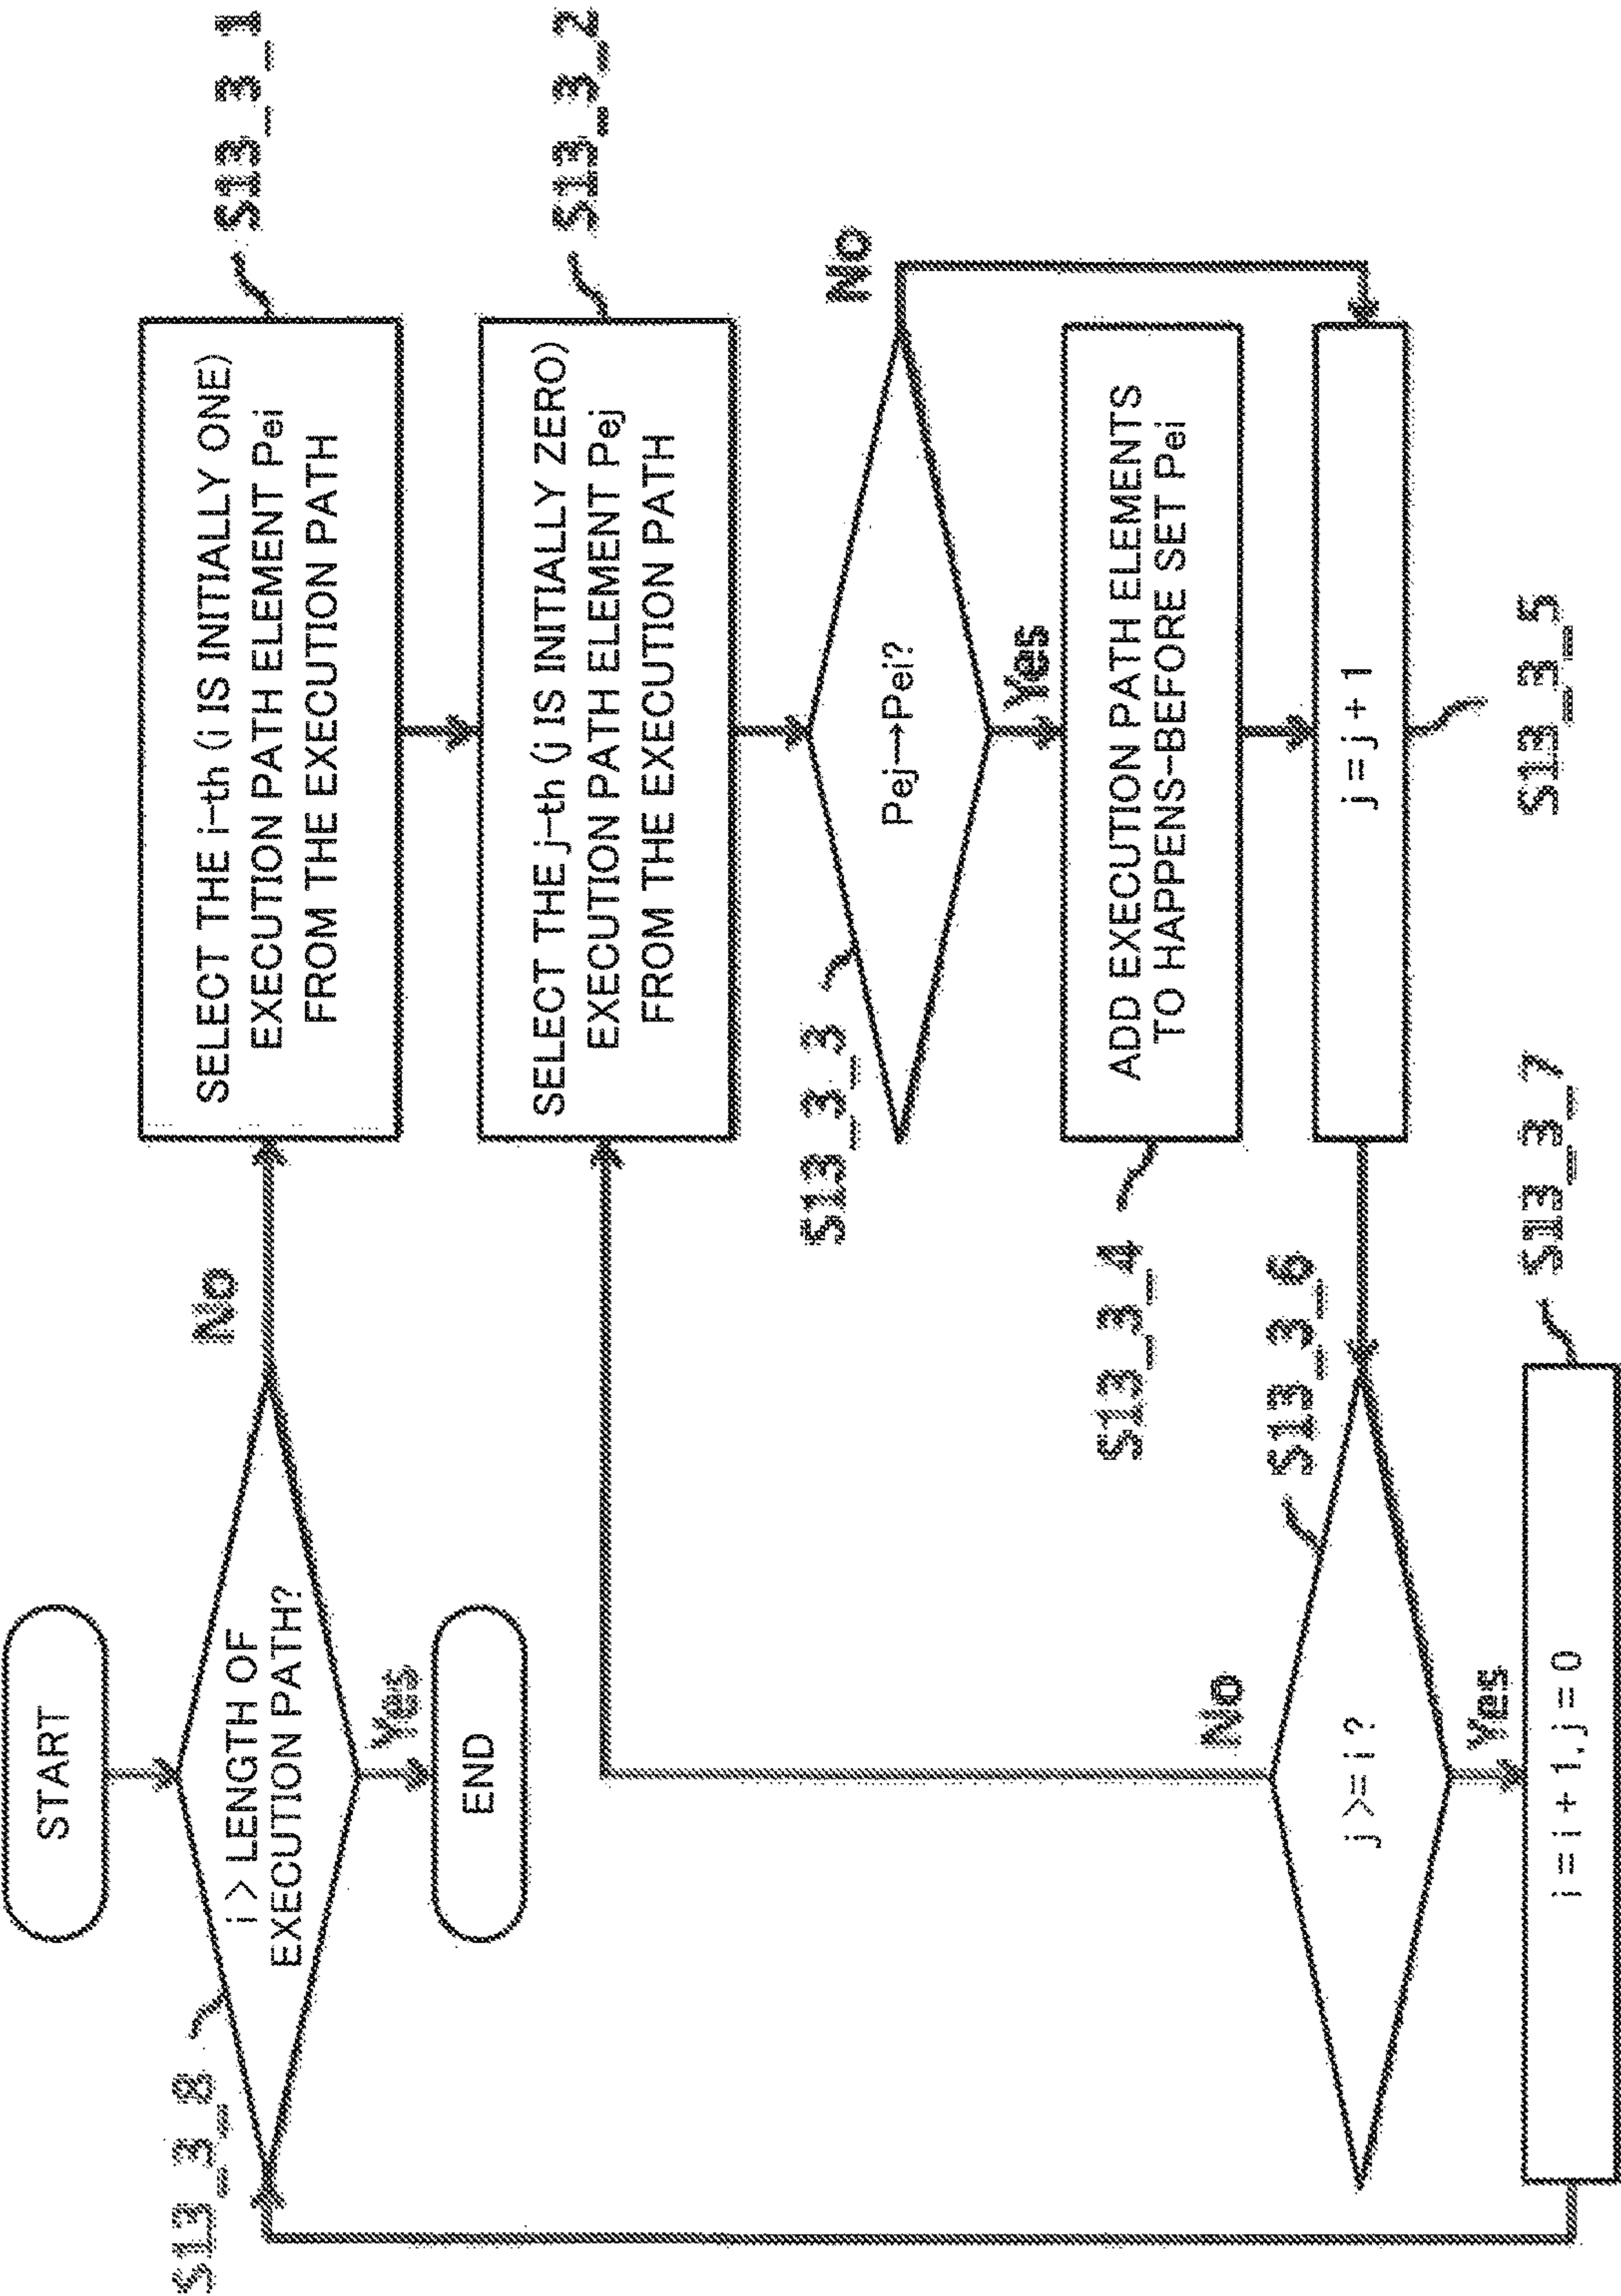 START
S13_3_8
i > LENGTH OF
EXECUTION PATH?
No
Yes
END
SELECT THE i-th (i IS INITIALLY ONE)
EXECUTION PATH ELEMENT Pei
FROM THE EXECUTION PATH
S13_3_1
SELECT THE j-th (j IS INITIALLY ZERO)
EXECUTION PATH ELEMENT Pej
FROM THE EXECUTION PATH
S13_3_2
S13_3_3
Pej→Pei?
No
Yes
S13_3_4
ADD EXECUTION PATH ELEMENTS
TO HAPPENS-BEFORE SET Pei
j = j + 1
S13_3_5
S13_3_6
j >= i ?
No
Yes
i = i + 1, j = 0
S13_3_7